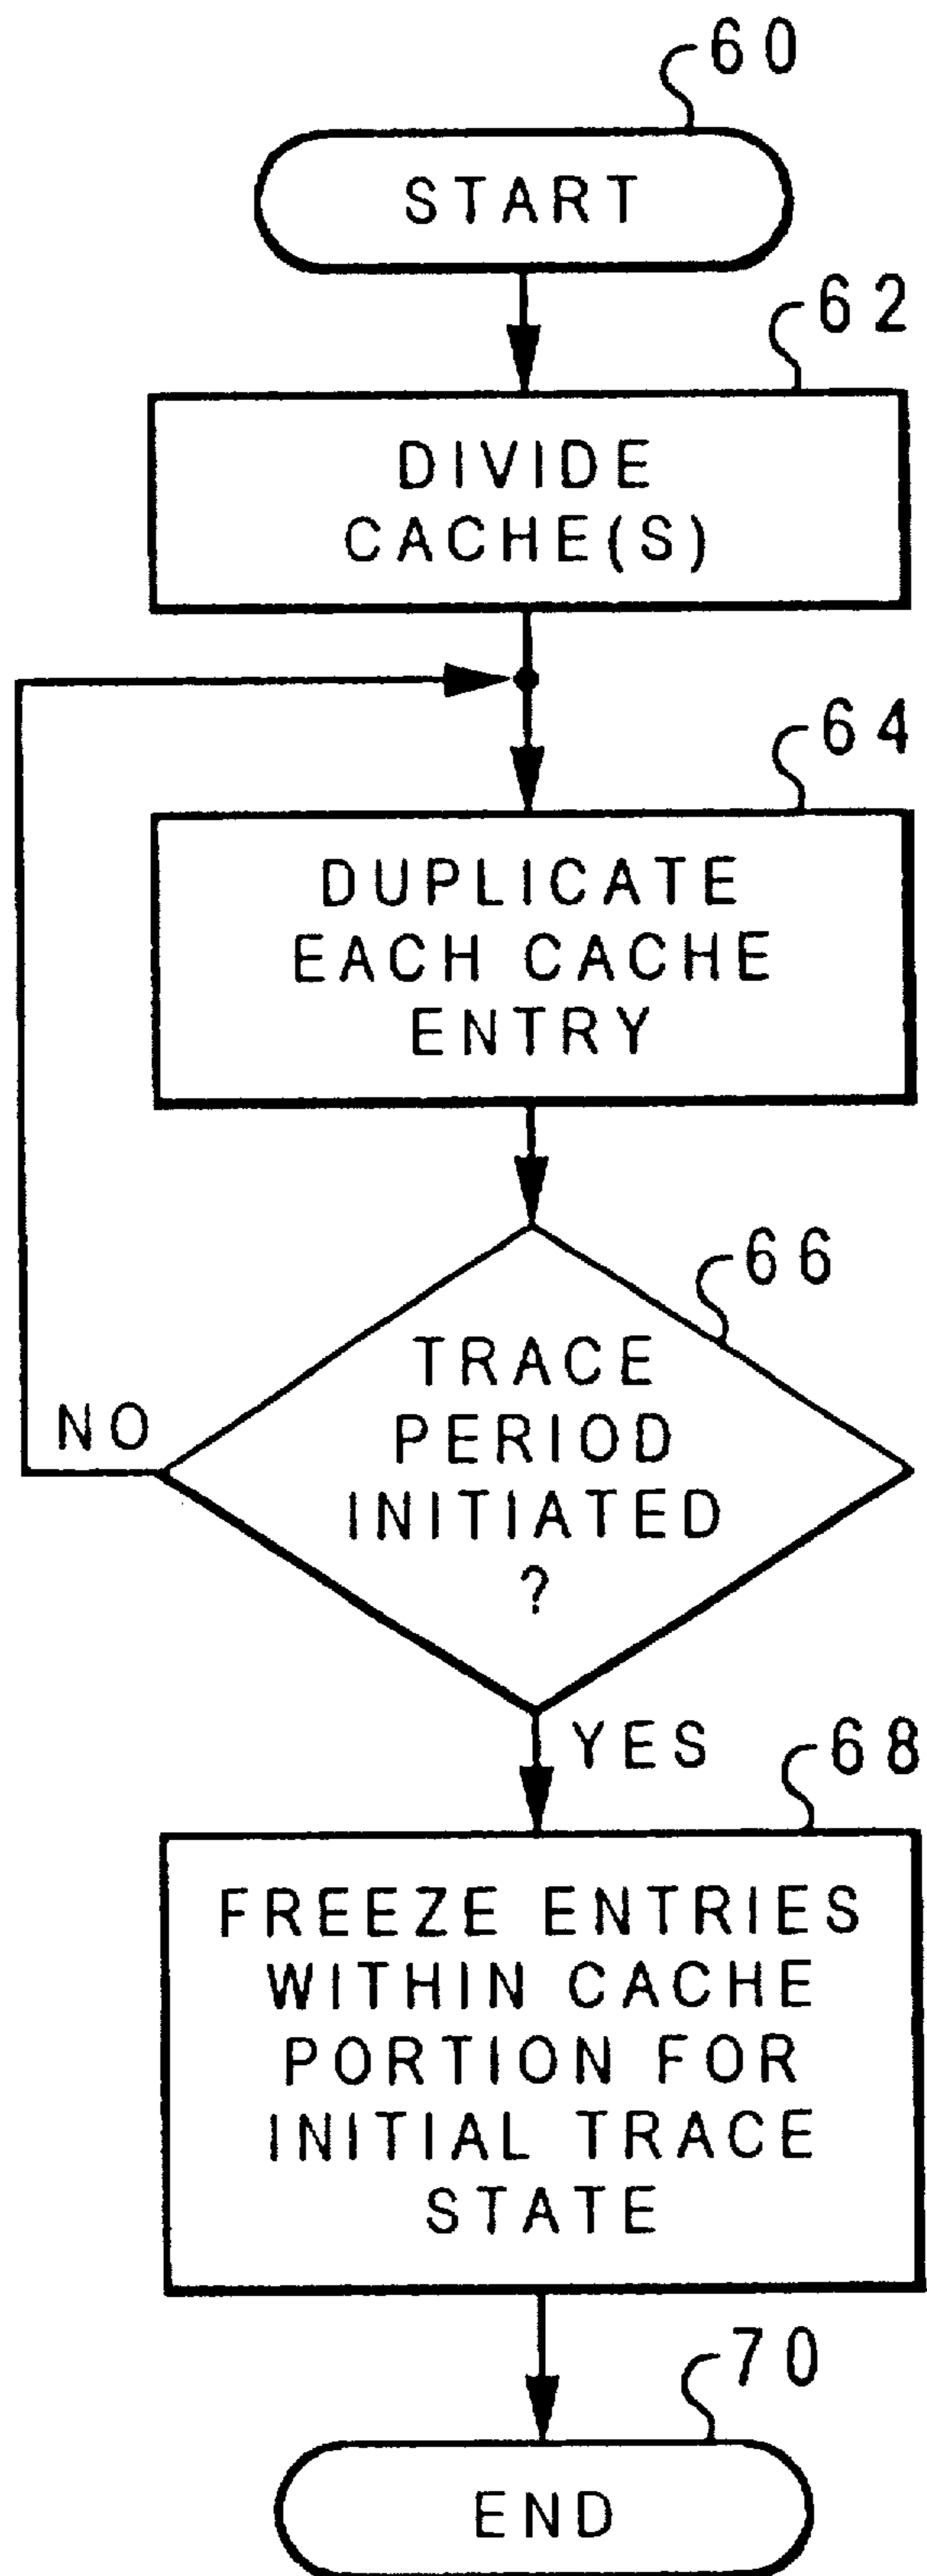 60
START
62
DIVIDE
CACHE(S)
64
DUPLICATE
EACH CACHE
ENTRY
66
TRACE
PERIOD
INITIATED
?
NO
YES
68
FREEZE ENTRIES
WITHIN CACHE
PORTION FOR
INITIAL TRACE
STATE
70
END